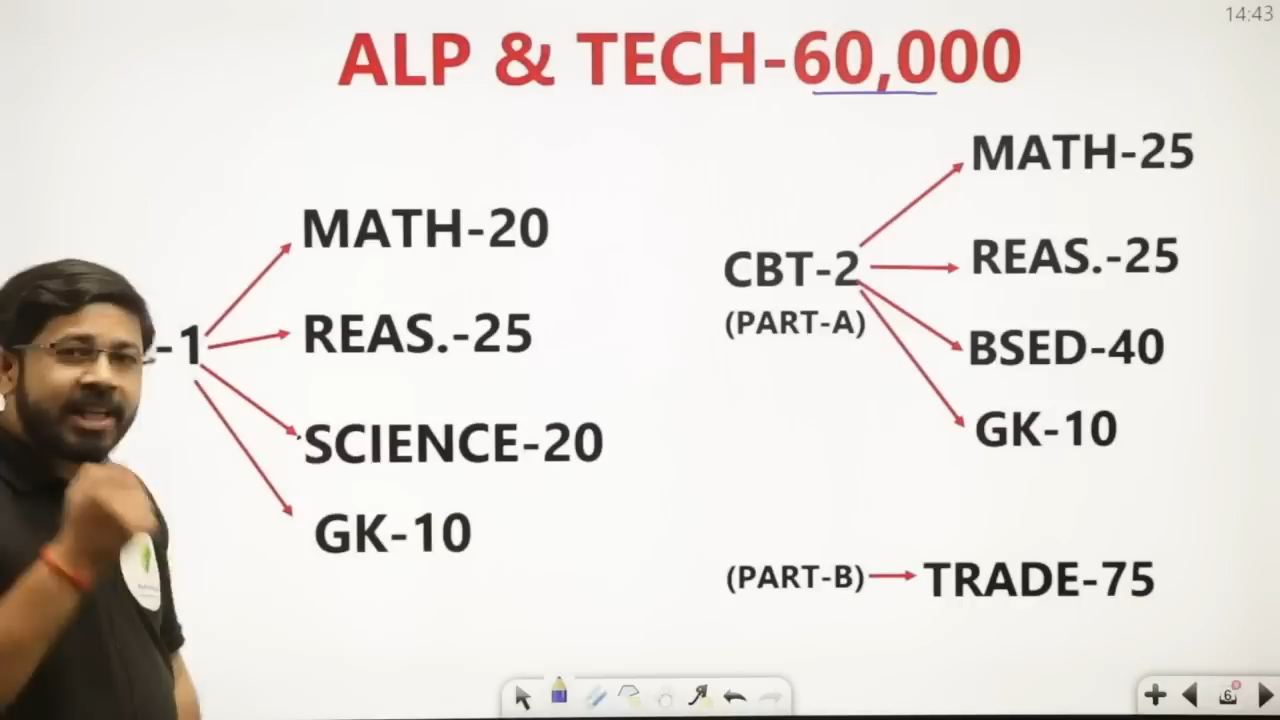 14:43
ALP & TECH-60,000
-1
MATH-20
REAS.-25
SCIENCE-20
GK-10
CBT-2
(PART-A)
MATH-25
REAS.-25
BSED-40
GK-10
(PART-B)
TRADE-75
6